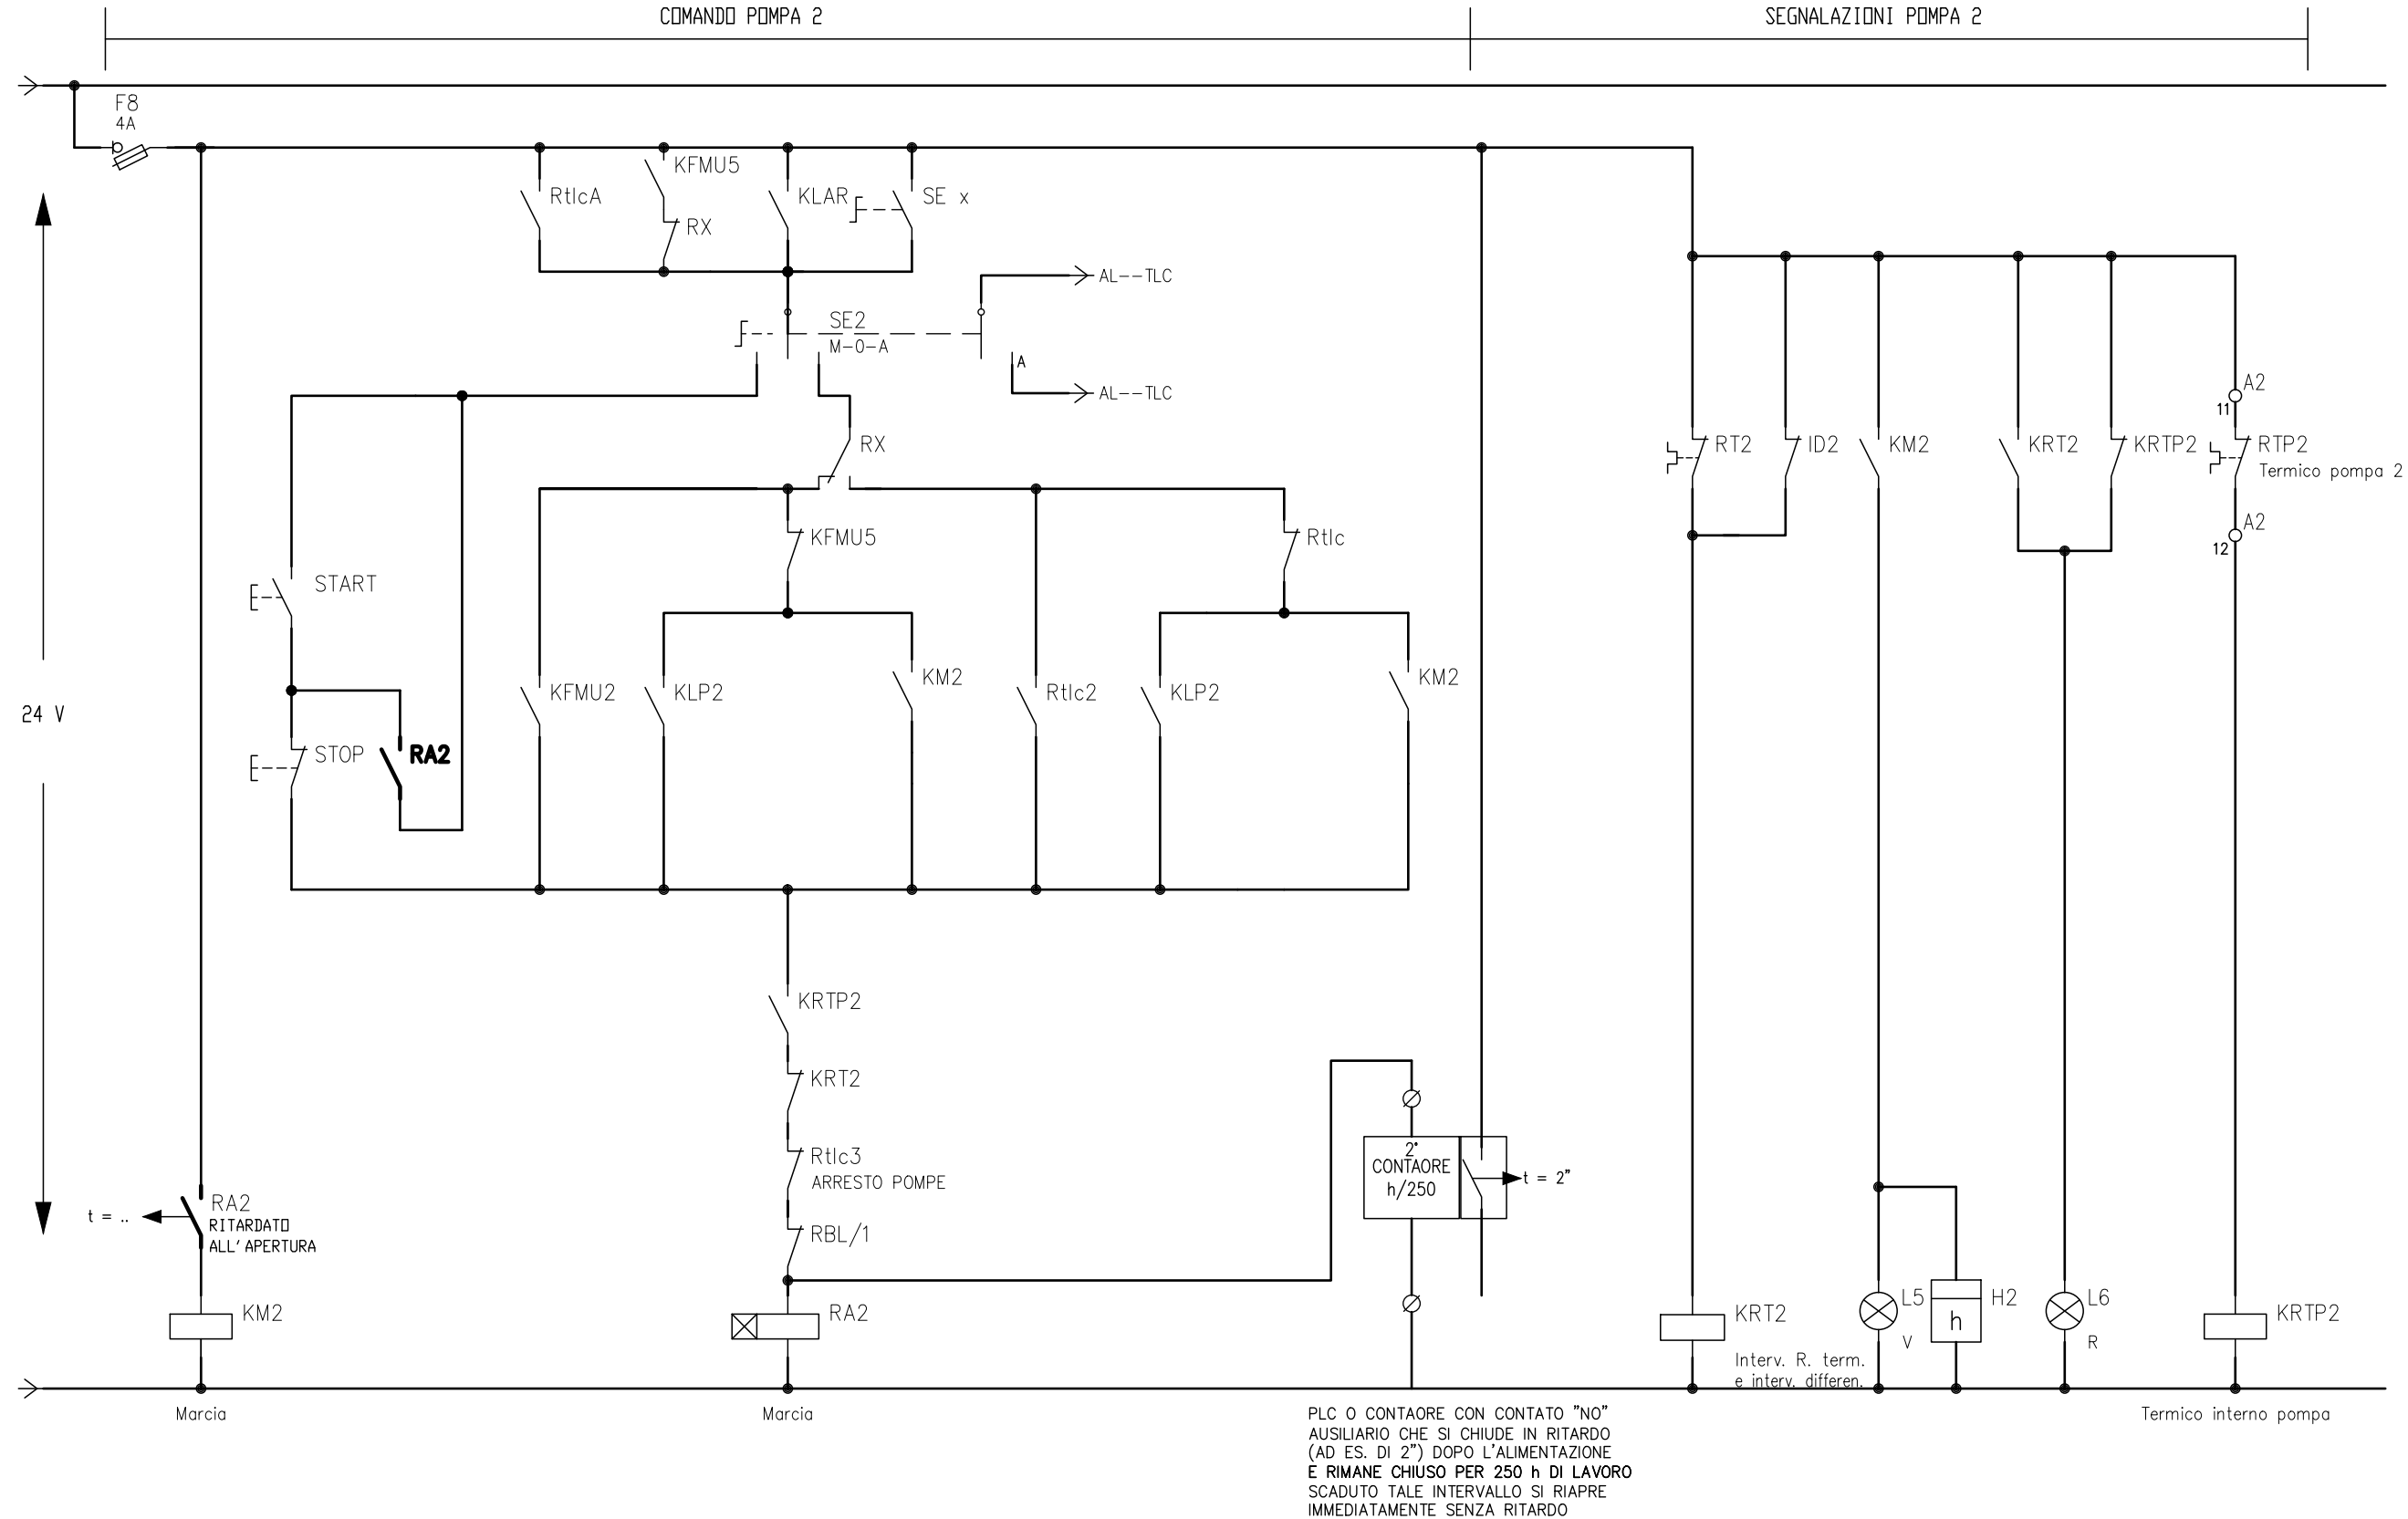 COMANDO POMPA 2
SEGNALAZIONI POMPA 2
F8
4A
KFMU5
RtlcA
KLAR
SE x
RX
AL--TLC
SE2
M-0-A
A
AL--TLC
A2
11
RX
RT2
ID2
KM2
KRT2
KRTP2
RTP2
Termico pompa 2
A2
12
KFMU5
Rtlc
START
24 V
KFMU2
KLP2
KM2
Rtlc2
KLP2
KM2
STOP
RA2
KRTP2
KRT2
Rtlc3
ARRESTO POMPE
2°
CONTAORE
h/250
t = 2"
RBL/1
t = ..
RA2
RITARDATO
ALL' APERTURA
KM2
RA2
KRT2
L5
V
H2
h
L6
R
KRTP2
Interv. R. term.
e interv. differen.
Marcia
Marcia
Termico interno pompa
PLC O CONTAORE CON CONTATO "NO"
AUSILIARIO CHE SI CHIUDE IN RITARDO
(AD ES. DI 2") DOPO L'ALIMENTAZIONE
E RIMANE CHIUSO PER 250 h DI LAVORO
SCADUTO TALE INTERVALLO SI RIAPRE
IMMEDIATAMENTE SENZA RITARDO